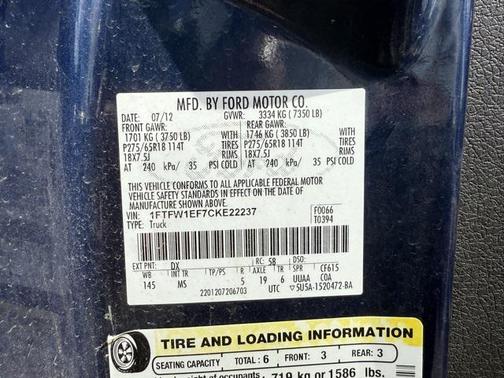 MFD. BY FORD MOTOR CO.
DATE: 07/12 GVWR: 3334 KG ( 7350 LB)
FRONT GAWR: REAR GAWR:
1701 KG ( 3750 LB) WITH 1746 KG ( 3850 LB) WITH
P275/65R18 114T TIRES P275/65R18 114T TIRES
18X7.5J RIMS 18X7.5J RIMS
AT 240 kPa/ 35 PSI COLD AT 240 kPa/ 35 PSI COLD
THIS VEHICLE CONFORMS TO ALL APPLICABLE FEDERAL MOTOR
VEHICLE SAFETY STANDARDS IN EFFECT ON THE DATE OF
MANUFACTURE SHOWN ABOVE.
VIN: 1FTFW1EF7CKE22237 F0066
TYPE: Truck T0394
EXT PNT: DX RC: 58 DSO:
WB TP/PS R AXLE TR SPR CF615
145 MS 5 19 6 UUAA COA
2201207206703 UTC 5U5A-1520472-BA
TIRE AND LOADING INFORMATION
SEATING CAPACITY TOTAL: 6 FRONT: 3 REAR: 3
of occupants 719 kg or 1586 lbs.